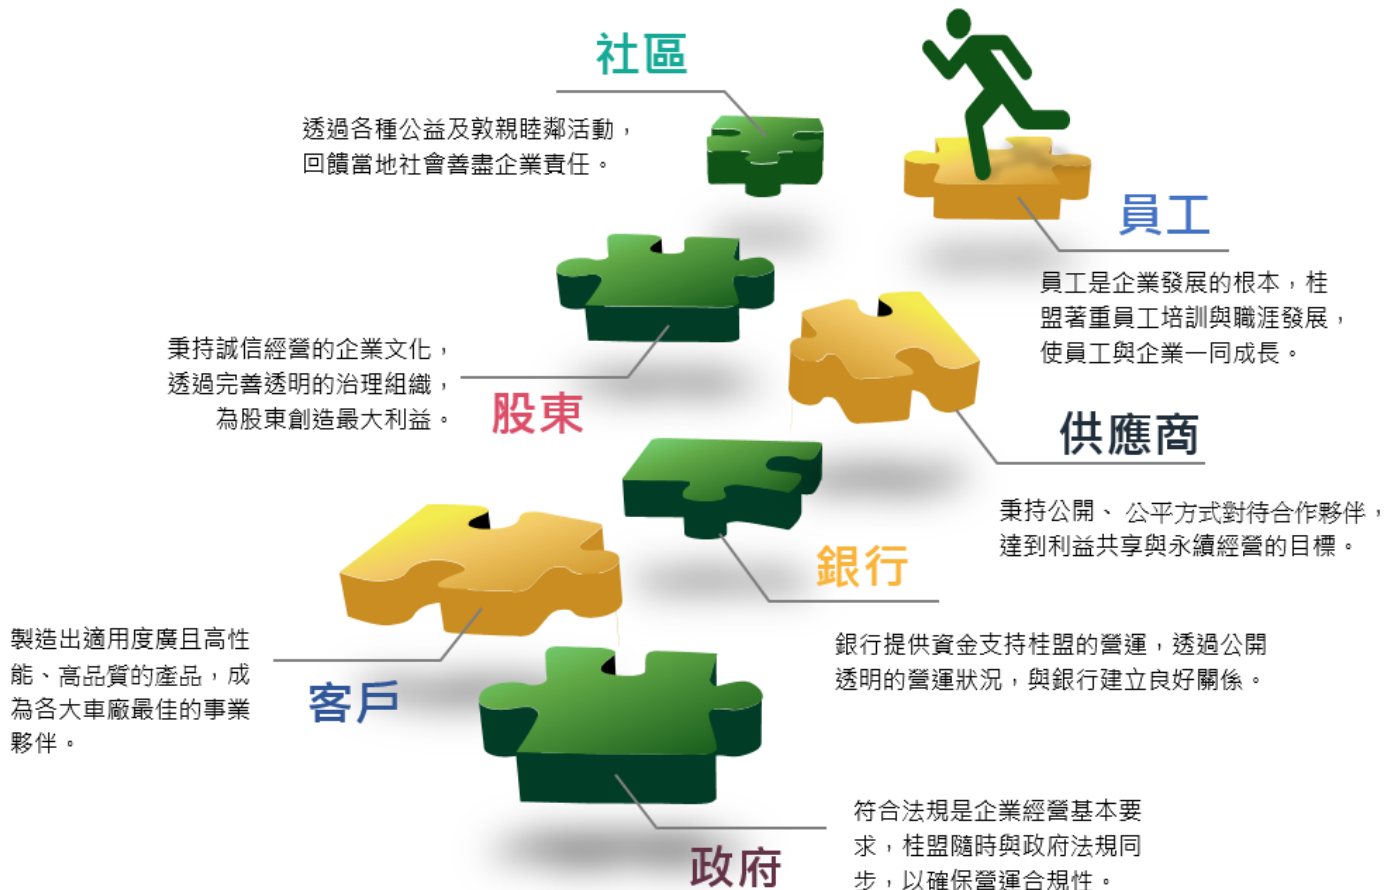 社區
透過各種公益及敦親睦鄰活動，
回饋當地社會善盡企業責任。
員工
員工是企業發展的根本，桂
盟著重員工培訓與職涯發展，
使員工與企業一同成長。
秉持誠信經營的企業文化，
透過完善透明的治理組織，
為股東創造最大利益。
股東
供應商
秉持公開、公平方式對待合作夥伴，
達到利益共享與永續經營的目標。
銀行
銀行提供資金支持桂盟的營運，透過公開
透明的營運狀況，與銀行建立良好關係。
製造出適用度廣且高性
能、高品質的產品，成
為各大車廠最佳的事業
夥伴。
客戶
符合法規是企業經營基本要
求，桂盟隨時與政府法規同
步，以確保營運合規性。
政府